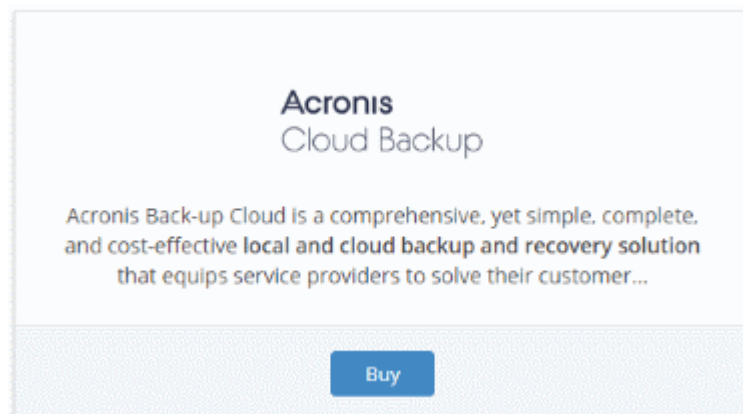 Acronis
Cloud Backup
Acronis Back-up Cloud is a comprehensive, yet simple, complete,
and cost-effective local and cloud backup and recovery solution
that equips service providers to solve their customer...
Buy